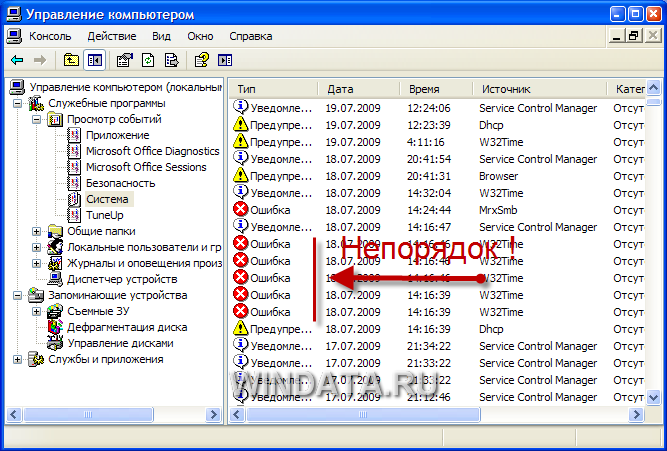 Управление компьютером
Консоль Действие Вид Окно Справка
Управление компьютером (локальным
Служебные программы
Просмотр событий
Приложение
Microsoft Office Diagnostics
Microsoft Office Sessions
Безопасность
Система
TuneUp
Общие папки
Локальные пользователи и гр
Журналы и оповещения произ
Диспетчер устройств
Запоминающие устройства
Съемные ЗУ
Дефрагментация диска
Управление дисками
Службы и приложения
Тип Дата Время Источник Катег
Уведомле... 19.07.2009 12:24:06 Service Control Manager Отсут
Предупре... 19.07.2009 12:23:39 Dhcp Отсут
Предупре... 19.07.2009 4:11:16 W32Time Отсут
Уведомле... 18.07.2009 20:41:54 Service Control Manager Отсут
Предупре... 18.07.2009 20:41:31 Browser Отсут
Уведомле... 18.07.2009 14:32:04 W32Time Отсут
Ошибка 18.07.2009 14:24:44 MrxSmb Отсут
Уведомле... 18.07.2009 14:16:47 Service Control Manager Отсут
Ошибка 18.07.2009 14:16:46 W32Time Отсут
Непорядок !
Ошибка 18.07.2009 14:16:46 W32Time Отсут
Ошибка 14:16:46 W32Time Отсут
Ошибка 18.07.2009 14:16:39 W32Time Отсут
Ошибка 18.07.2009 14:16:39 W32Time Отсут
Предупре... 18.07.2009 14:16:39 Dhcp Отсут
Уведомле... 17.07.2009 21:34:22 Service Control Manager Отсут
Уведомле... 17.07.2009 21:33:22 Service Control Manager Отсут
Уведомле... 17.07.2009 21:33:22 Service Control Manager Отсут
Уведомле... 17.07.2009 21:12:46 Service Control Manager Отсут
WINDATA.RU